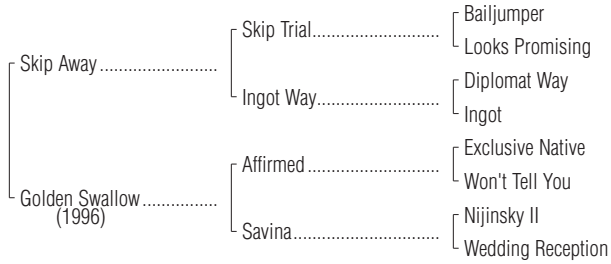 Bailjumper
Skip Trial
Looks Promising
Skip Away
Diplomat Way
Ingot Way
Ingot
Exclusive Native
Affirmed
Won't Tell You
Golden Swallow
(1996)
Nijinsky II
Savina
Wedding Reception